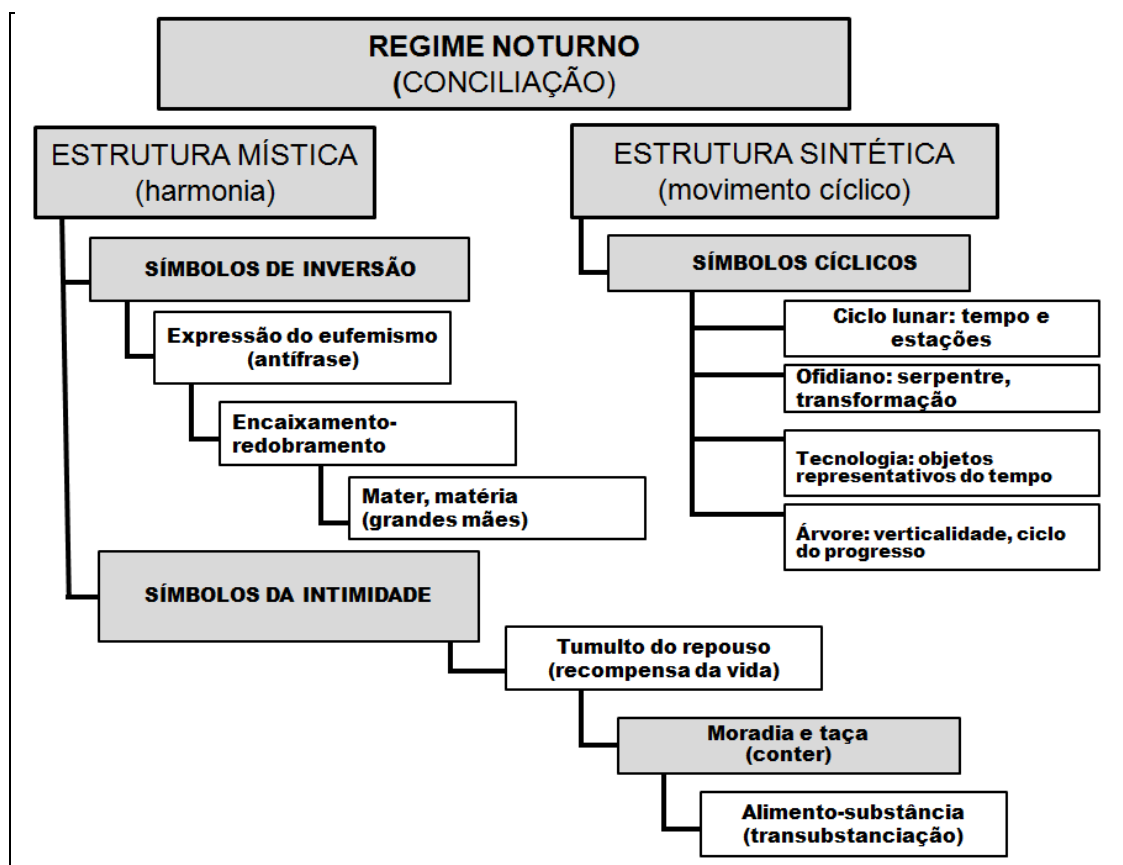 REGIME NOTURNO
(CONCILIAÇÃO)
ESTRUTURA MÍSTICA
(harmonia)
SÍMBOLOS DE INVERSÃO
Expressão do eufemismo
(antífrase)
Encaixamento-
redobramento
Mater, matéria
(grandes mães)
SÍMBOLOS DA INTIMIDADE
Tumulto do repouso
(recompensa da vida)
Moradia e taça
(conter)
Alimento-substância
(transubstanciação)
ESTRUTURA SINTÉTICA
(movimento cíclico)
SÍMBOLOS CÍCLICOS
Ciclo lunar: tempo e
estações
Ofidiano: serpentre,
transformação
Tecnologia: objetos
representativos do tempo
Árvore: verticalidade, ciclo
do progresso